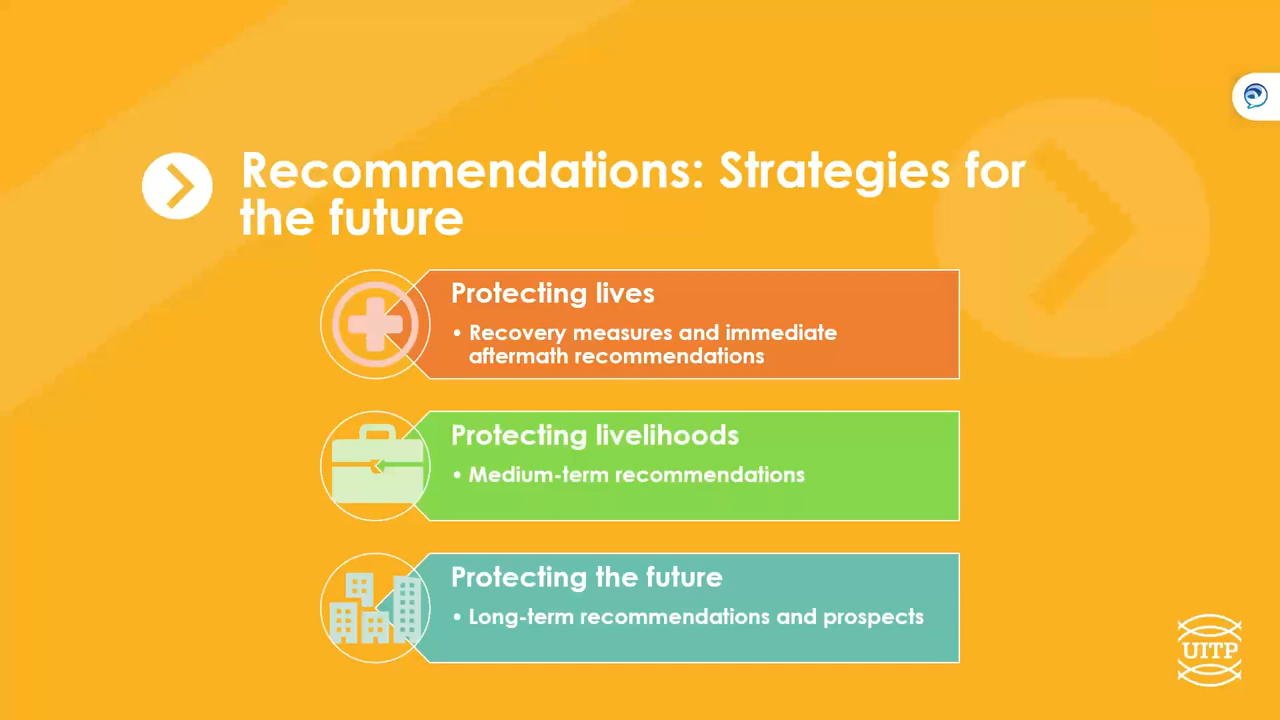 Recommendations: Strategies for
the future
Protecting lives
• Recovery measures and immediate
aftermath recommendations
Protecting livelihoods
• Medium-term recommendations
Protecting the future
• Long-term recommendations and prospects
UITP